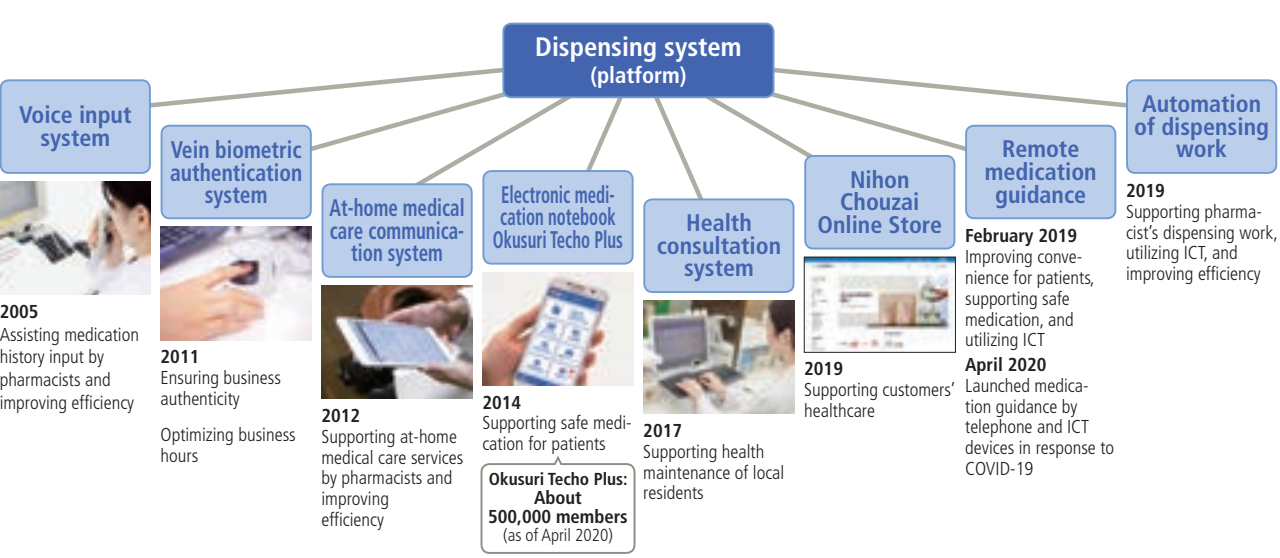 Dispensing system
(platform)
Voice input
system
2005
Assisting medication
history input by
pharmacists and
improving efficiency
Vein biometric
authentication
system
2011
Ensuring business
authenticity
Optimizing business
hours
At-home medical
care communica-
tion system
2012
Supporting at-home
medical care services
by pharmacists and
improving
efficiency
Electronic medi-
cation notebook
Okusuri Techo Plus
2014
Supporting safe medi-
cation for patients
Okusuri Techo Plus:
About
500,000 members
(as of April 2020)
Health
consultation
system
2017
Supporting health
maintenance of local
residents
Nihon
Chouzai
Online Store
2019
Supporting customers'
healthcare
Remote
medication
guidance
February 2019
Improving conve-
nience for patients,
supporting safe
medication, and
utilizing ICT
April 2020
Launched medica-
tion guidance by
telephone and ICT
devices in response to
COVID-19
Automation
of dispensing
work
2019
Supporting pharma-
cist's dispensing work,
utilizing ICT, and
improving efficiency